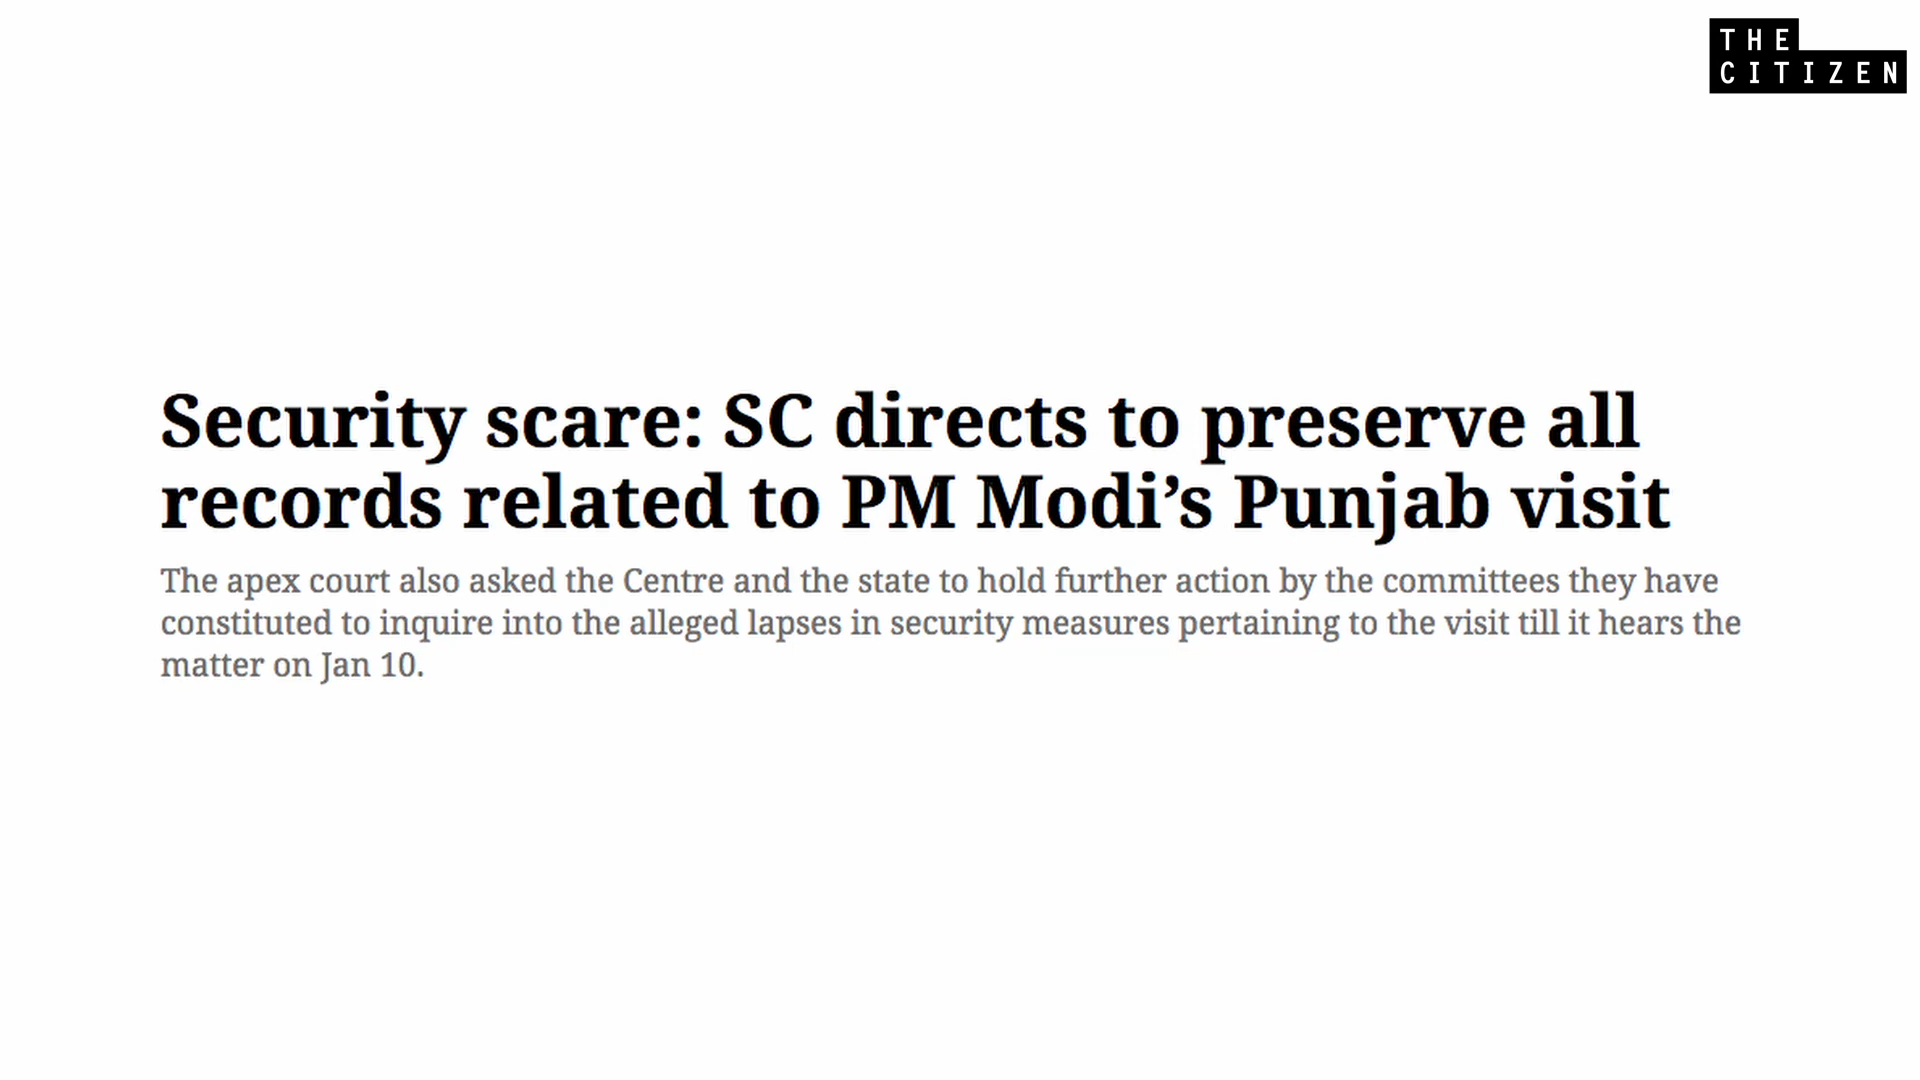 THE
CITIZEN
Security scare: SC directs to preserve all
records related to PM Modi’s Punjab visit
The apex court also asked the Centre and the state to hold further action by the committees they have
constituted to inquire into the alleged lapses in security measures pertaining to the visit till it hears the
matter on Jan 10.